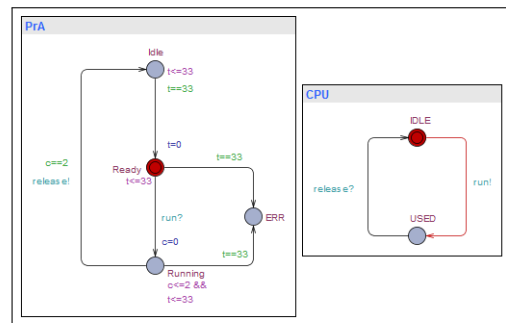 PrA
Idle
t<=33
t==33
t=0
Ready
t<=33
t==33
c==2
release!
run?
c=0
ERR
t==33
Running
c<=2 &&
t<=33
CPU
IDLE
release?
run!
USED